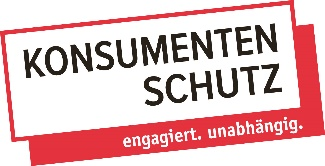 KONSUMENTEN
SCHUTZ
engagiert. unabhängig.